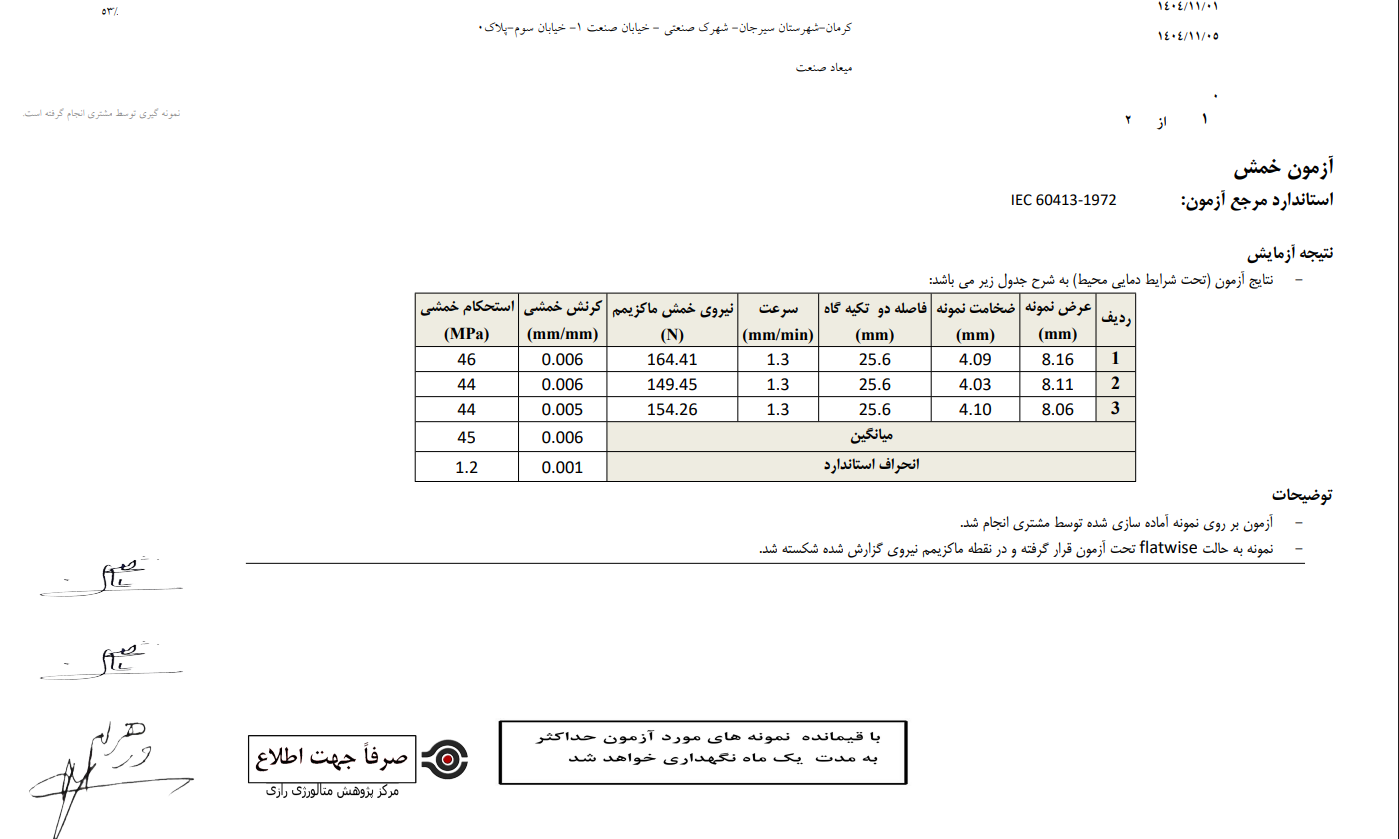 ۱۴۰۴/۱۱/۰۱
۵۳٪
کرمان-شهرستان سیرجان- شهرک صنعتی - خیابان صنعت ۱- خیابان سوم-پلاک۰
۱۴۰۴/۱۱/۰۵
میعاد صنعت
۰
نمونه گیری توسط مشتری انجام گرفته است.
۱ از ۲
آزمون خمش
استاندارد مرجع آزمون: IEC 60413-1972
نتیجه آزمایش
- نتایج آزمون (تحت شرایط دمایی محیط) به شرح جدول زیر می باشد:
ردیف عرض نمونه (mm) ضخامت نمونه (mm) فاصله دو تکیه گاه (mm) سرعت (mm/min) نیروی خمش ماکزیمم (N) کرنش خمشی (mm/mm) استحکام خمشی (MPa)
1 8.16 4.09 25.6 1.3 164.41 0.006 46
2 8.11 4.03 25.6 1.3 149.45 0.006 44
3 8.06 4.10 25.6 1.3 154.26 0.005 44
میانگین 0.006 45
انحراف استاندارد 0.001 1.2
توضیحات
- آزمون بر روی نمونه آماده سازی شده توسط مشتری انجام شد.
- نمونه به حالت flatwise تحت آزمون قرار گرفته و در نقطه ماکزیمم نیروی گزارش شده شکسته شد.
با قیمانده نمونه های مورد آزمون حداکثر
به مدت یک ماه نگهداری خواهد شد
صرفاً جهت اطلاع
مرکز پژوهش متالورژی رازی